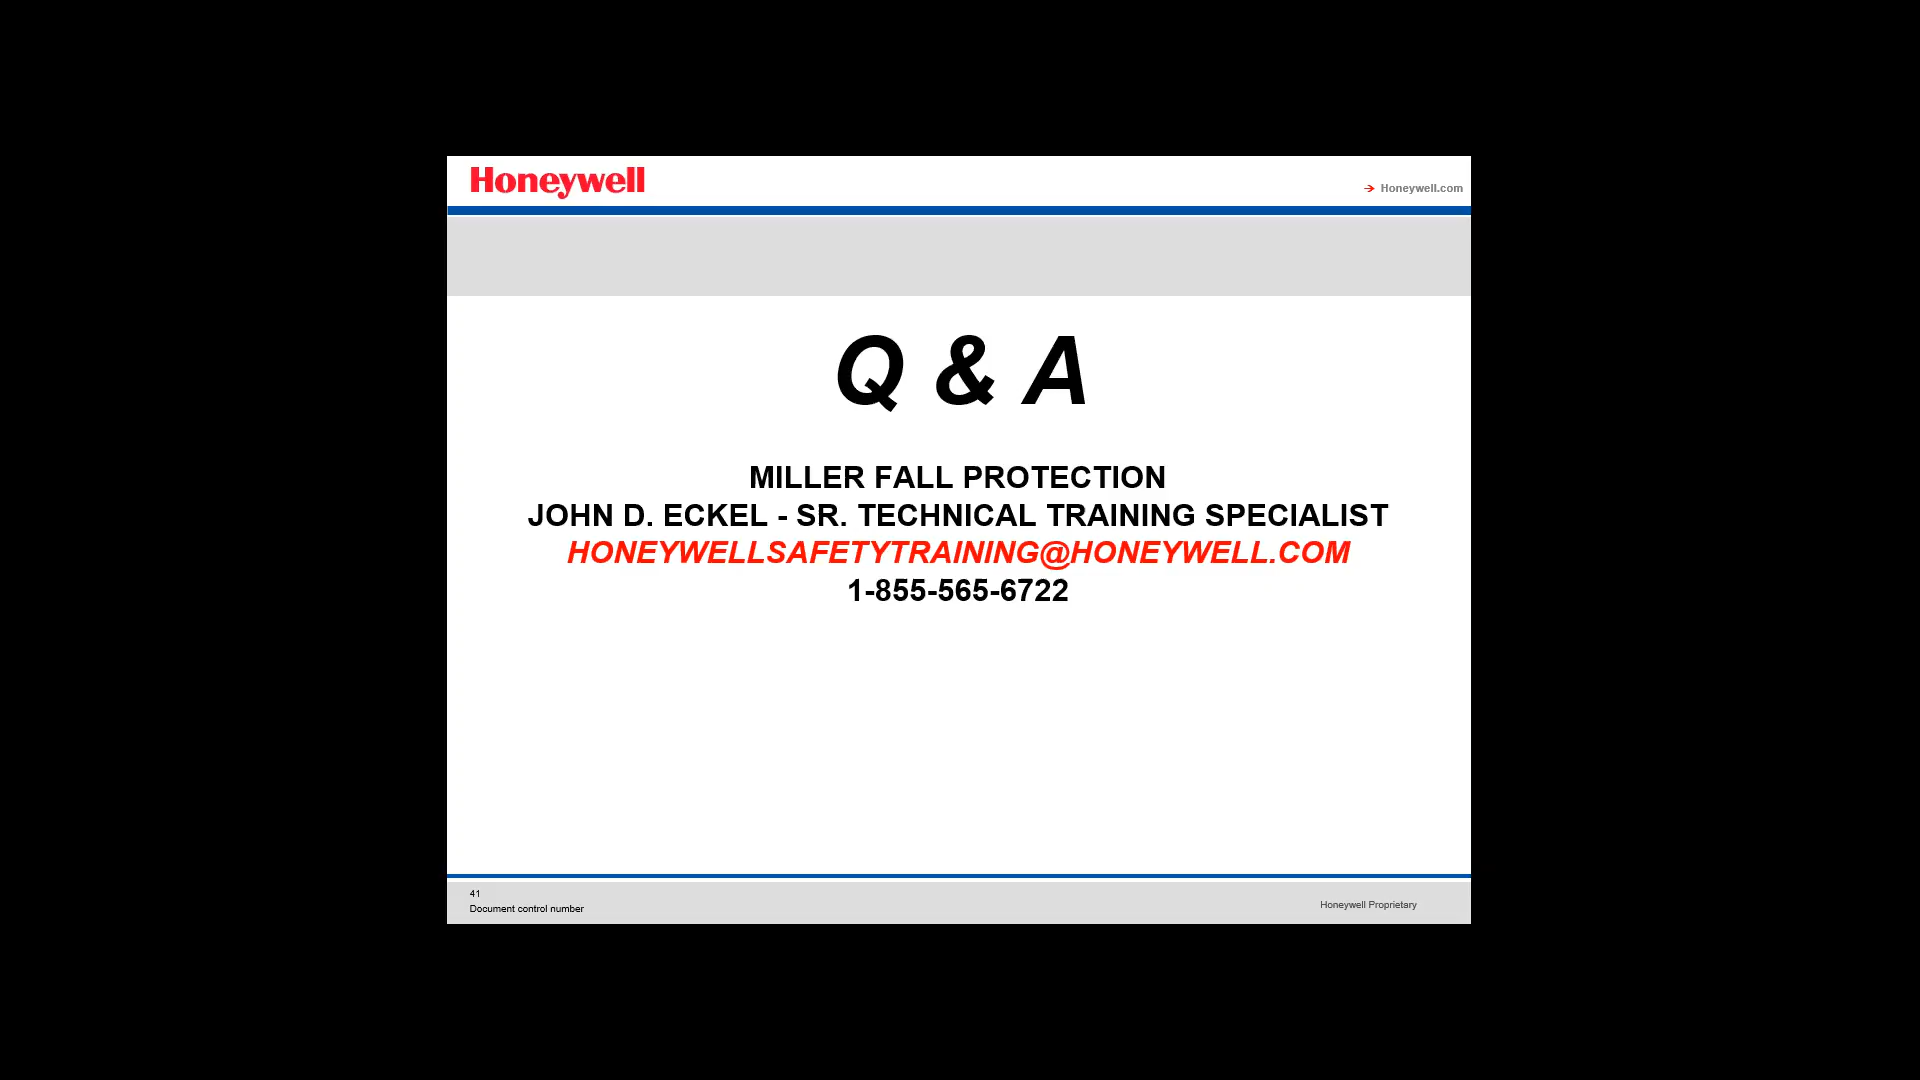 Honeywell
→ Honeywell.com
Q & A
MILLER FALL PROTECTION
JOHN D. ECKEL - SR. TECHNICAL TRAINING SPECIALIST
HONEYWELLSAFETYTRAINING@HONEYWELL.COM
1-855-565-6722
41
Document control number
Honeywell Proprietary